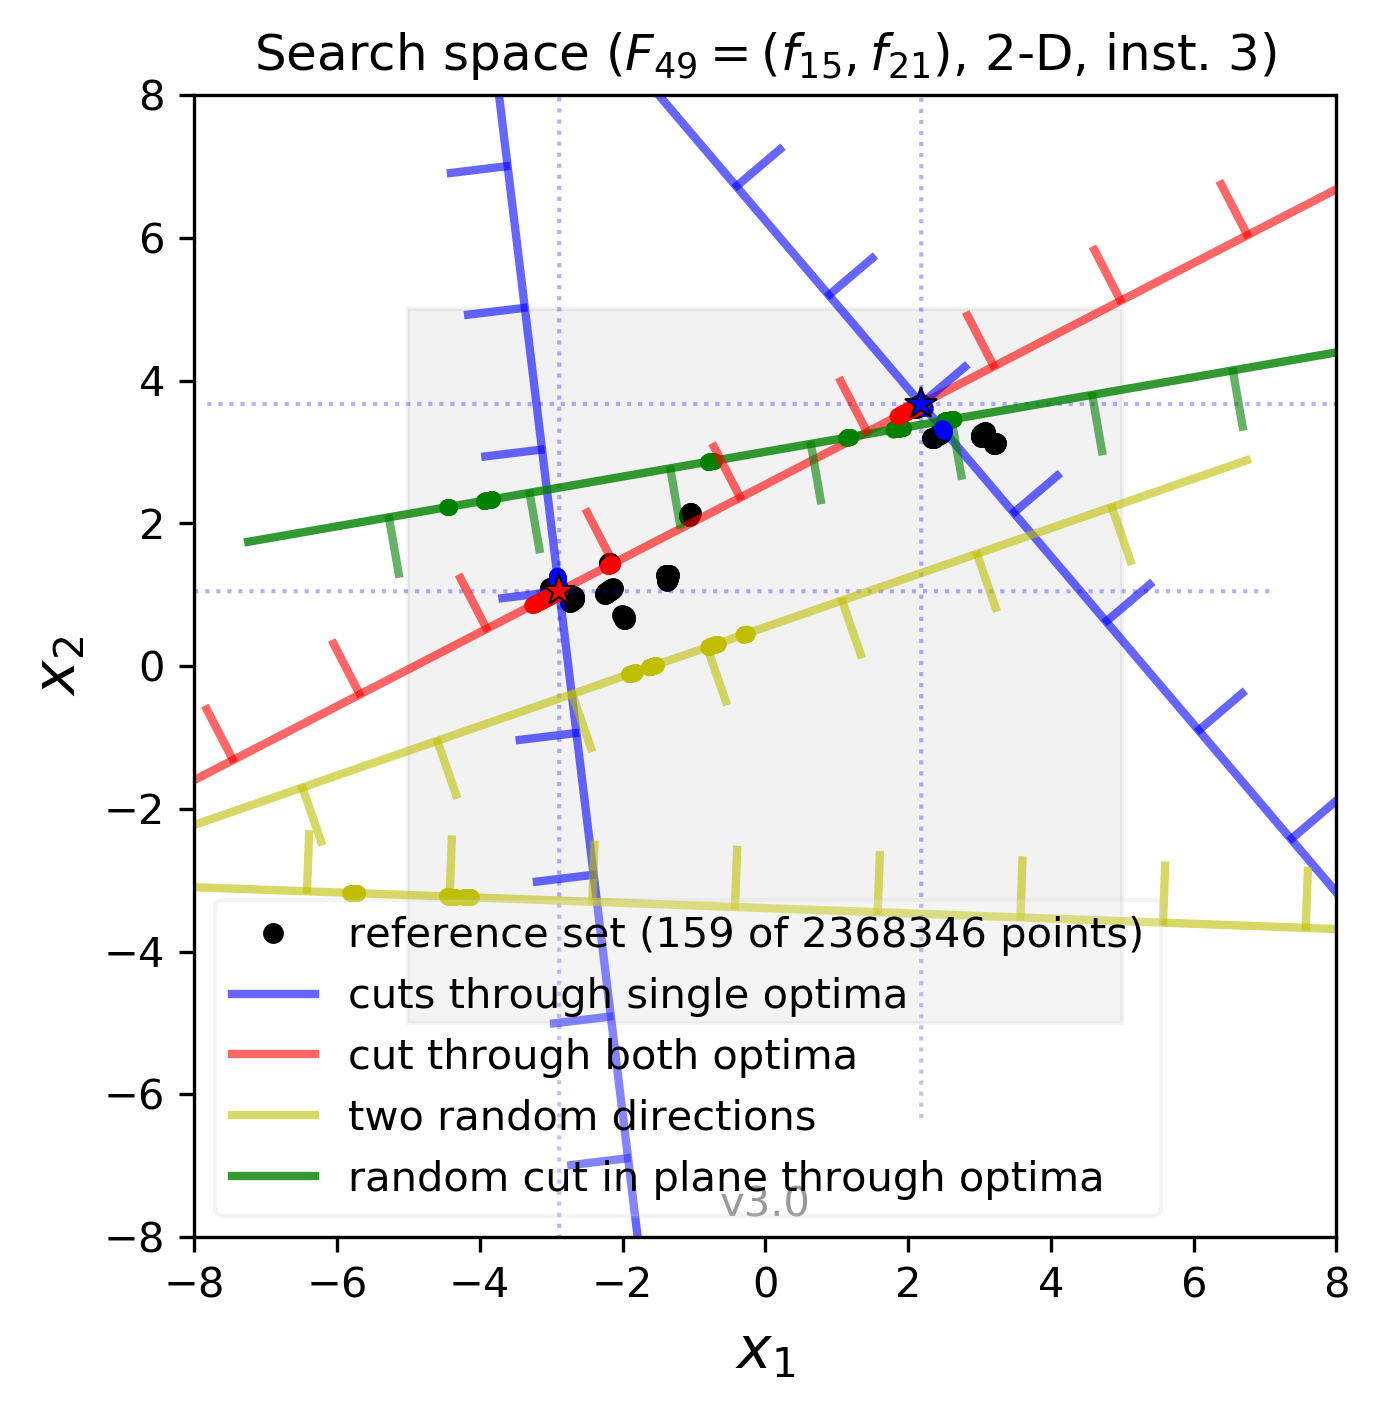 Search space (F₄₉ = (f₁₅, f₂₁), 2-D, inst. 3)
8
6
4
2
0
−2
−4
−6
−8
x₂
reference set (159 of 2368346 points)
cuts through single optima
cut through both optima
two random directions
random cut in plane through optima
v3.0
−8 −6 −4 −2 0 2 4 6 8
x₁